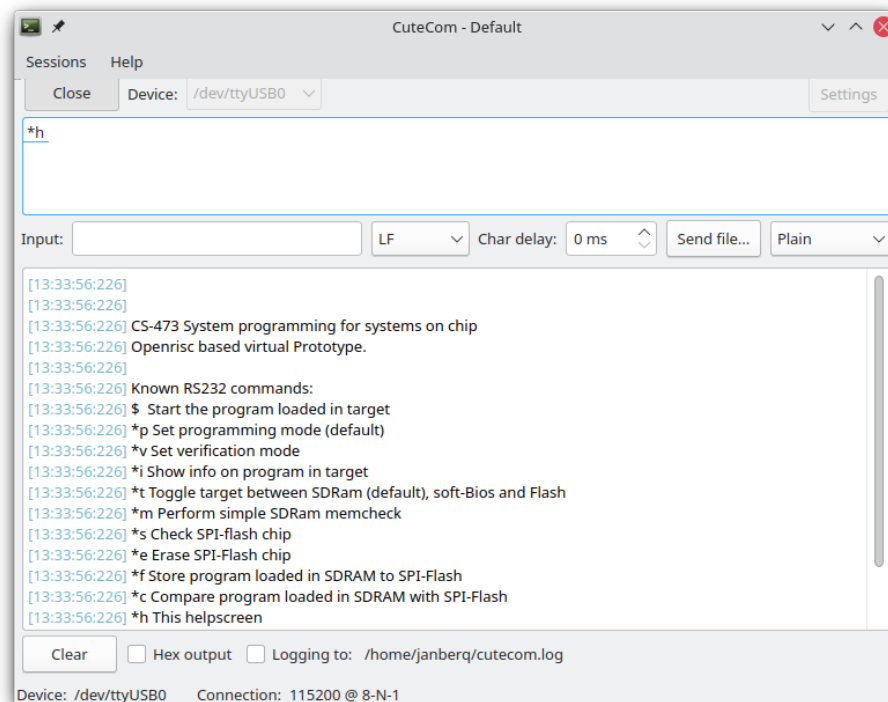 CuteCom - Default
Sessions Help
Close Device: /dev/ttyUSB0 Settings
*h
Input: LF Char delay: 0 ms Send file... Plain
[13:33:56:226]
[13:33:56:226]
[13:33:56:226] CS-473 System programming for systems on chip
[13:33:56:226] Openrisc based virtual Prototype.
[13:33:56:226]
[13:33:56:226] Known RS232 commands:
[13:33:56:226] $  Start the program loaded in target
[13:33:56:226] *p Set programming mode (default)
[13:33:56:226] *v Set verification mode
[13:33:56:226] *i Show info on program in target
[13:33:56:226] *t Toggle target between SDRam (default), soft-Bios and Flash
[13:33:56:226] *m Perform simple SDRam memcheck
[13:33:56:226] *s Check SPI-flash chip
[13:33:56:226] *e Erase SPI-Flash chip
[13:33:56:226] *f Store program loaded in SDRAM to SPI-Flash
[13:33:56:226] *c Compare program loaded in SDRAM with SPI-Flash
[13:33:56:226] *h This helpscreen
Clear Hex output Logging to: /home/janberq/cutecom.log
Device: /dev/ttyUSB0 Connection: 115200 @ 8-N-1